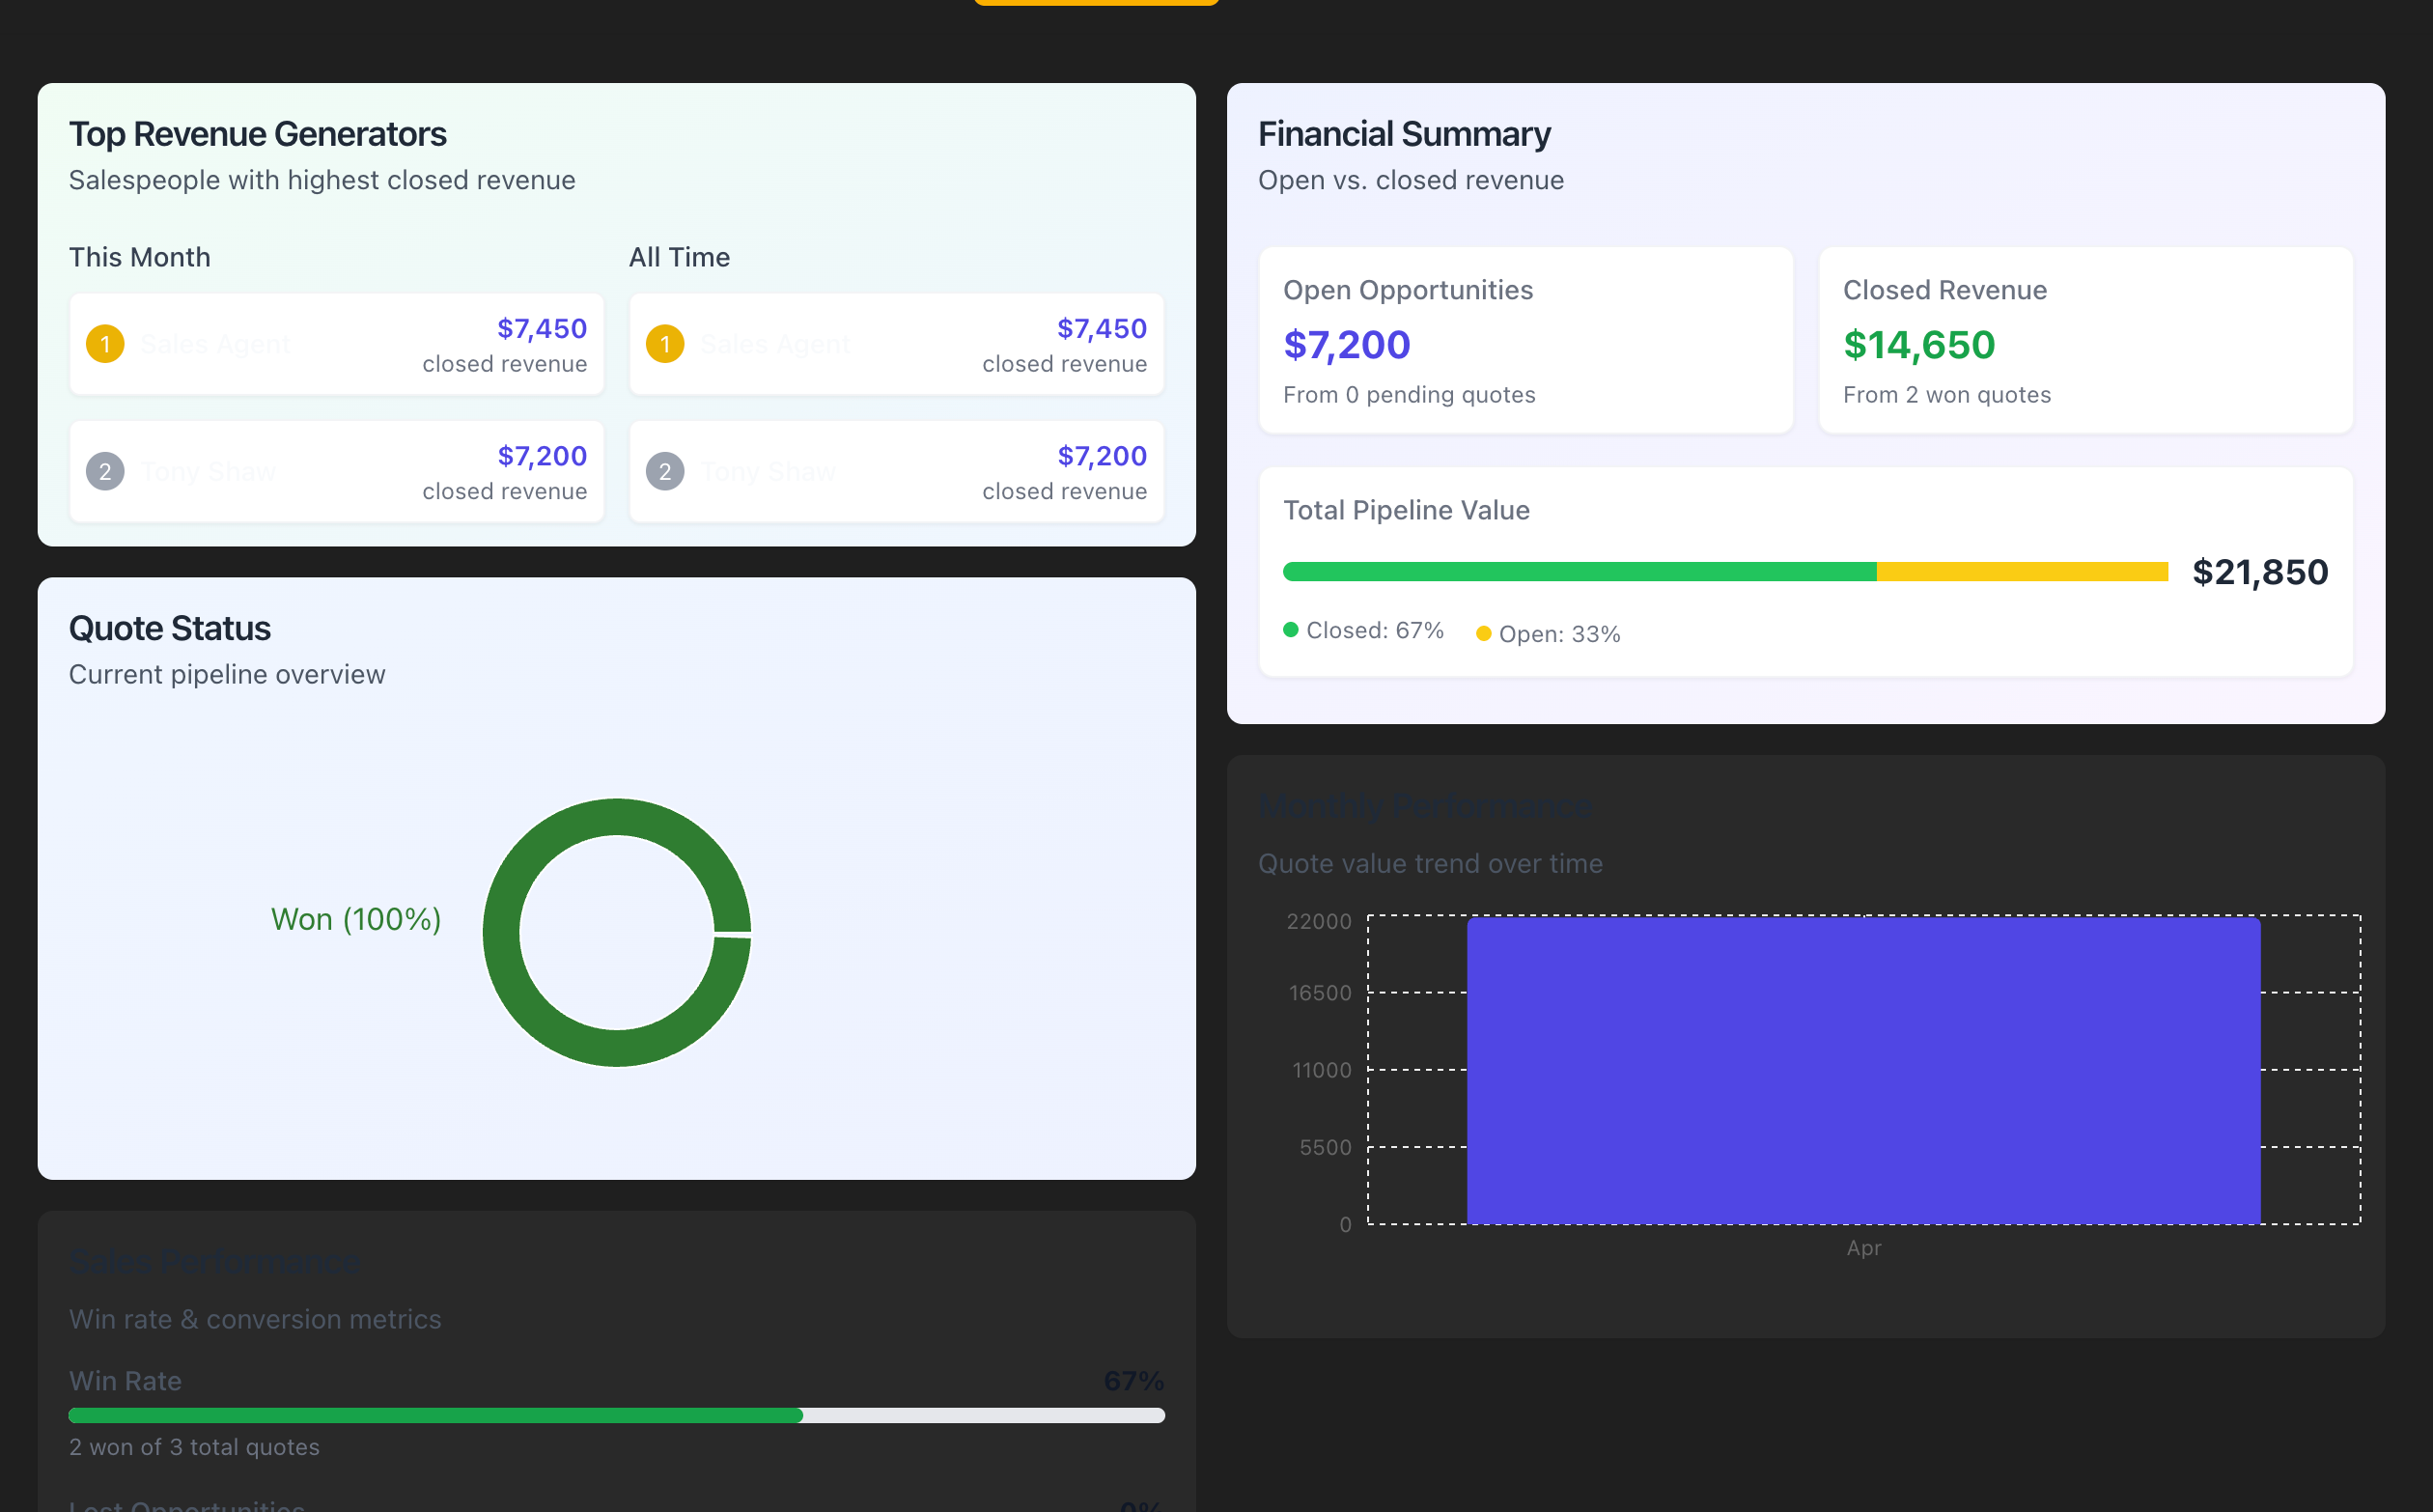 Top Revenue Generators
Salespeople with highest closed revenue
This Month
1 Sales Agent $7,450
closed revenue
2 Tony Shaw $7,200
closed revenue
All Time
1 Sales Agent $7,450
closed revenue
2 Tony Shaw $7,200
closed revenue
Financial Summary
Open vs. closed revenue
Open Opportunities
$7,200
From 0 pending quotes
Closed Revenue
$14,650
From 2 won quotes
Total Pipeline Value
$21,850
Closed: 67%
Open: 33%
Quote Status
Current pipeline overview
Won (100%)
Monthly Performance
Quote value trend over time
22000
16500
11000
5500
0
Apr
Sales Performance
Win rate & conversion metrics
Win Rate 67%
2 won of 3 total quotes
Lost Opportunities 0%